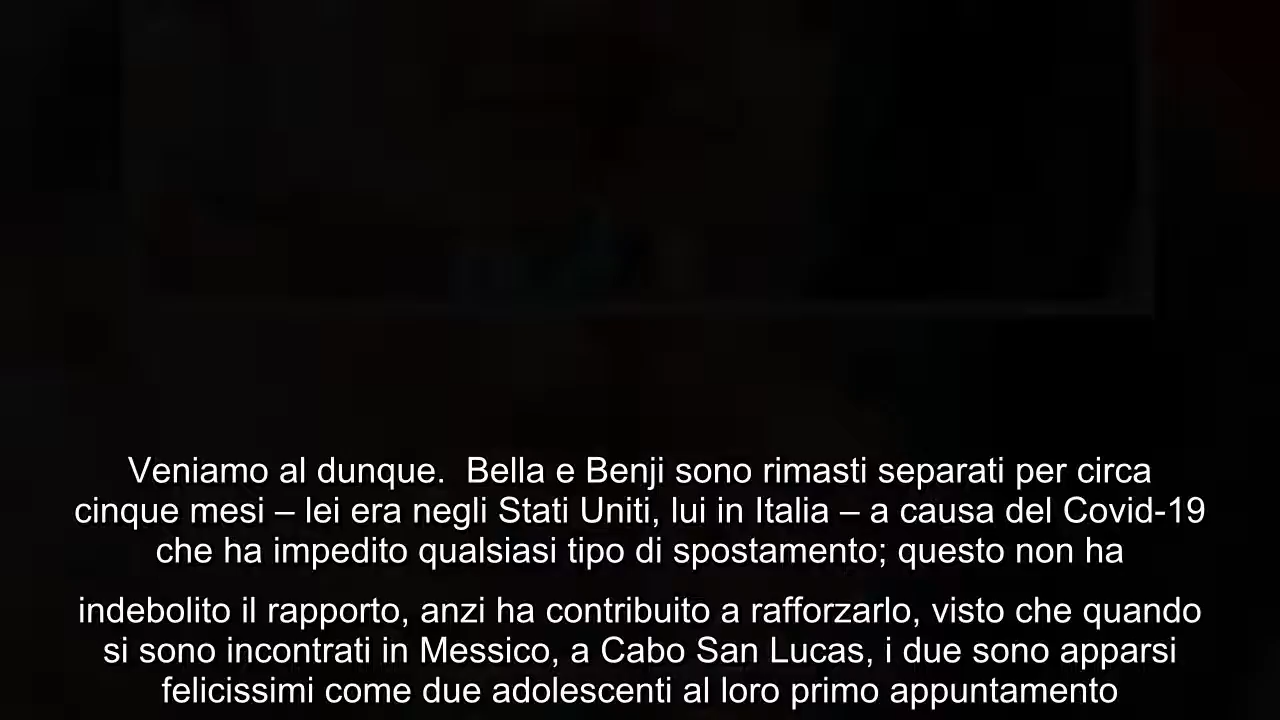 Veniamo al dunque.  Bella e Benji sono rimasti separati per circa
cinque mesi – lei era negli Stati Uniti, lui in Italia – a causa del Covid-19
che ha impedito qualsiasi tipo di spostamento; questo non ha
indebolito il rapporto, anzi ha contribuito a rafforzarlo, visto che quando
si sono incontrati in Messico, a Cabo San Lucas, i due sono apparsi
felicissimi come due adolescenti al loro primo appuntamento